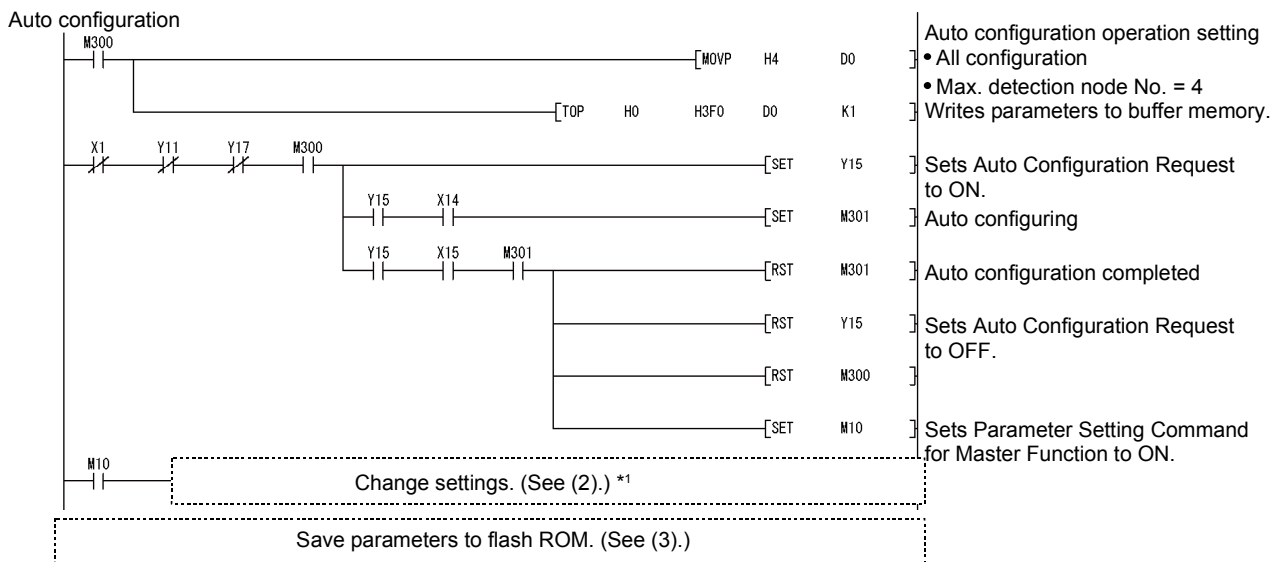 Auto configuration
M300
[MOVP H4 D0 ]
Auto configuration operation setting
• All configuration
• Max. detection node No. = 4
[TOP H0 H3F0 D0 K1 ]
Writes parameters to buffer memory.
X1 Y11 Y17 M300
[SET Y15 ]
Sets Auto Configuration Request
to ON.
Y15 X14
[SET M301 ]
Auto configuring
Y15 X15 M301
[RST M301 ]
Auto configuration completed
[RST Y15 ]
Sets Auto Configuration Request
to OFF.
[RST M300 ]
[SET M10 ]
Sets Parameter Setting Command
for Master Function to ON.
M10
Change settings. (See (2).) *1
Save parameters to flash ROM. (See (3).)